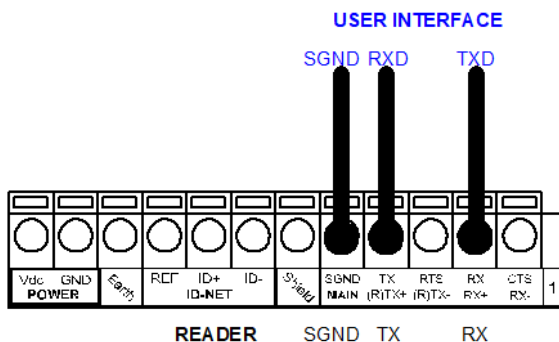 USER INTERFACE
SGND RXD TXD
Vdc GND Earth REF ID+ ID- Shield SGND TX RTS RX CTS 1
POWER ID-NET MAIN (R)TX+ (R)TX- RX+ RX-
READER SGND TX RX